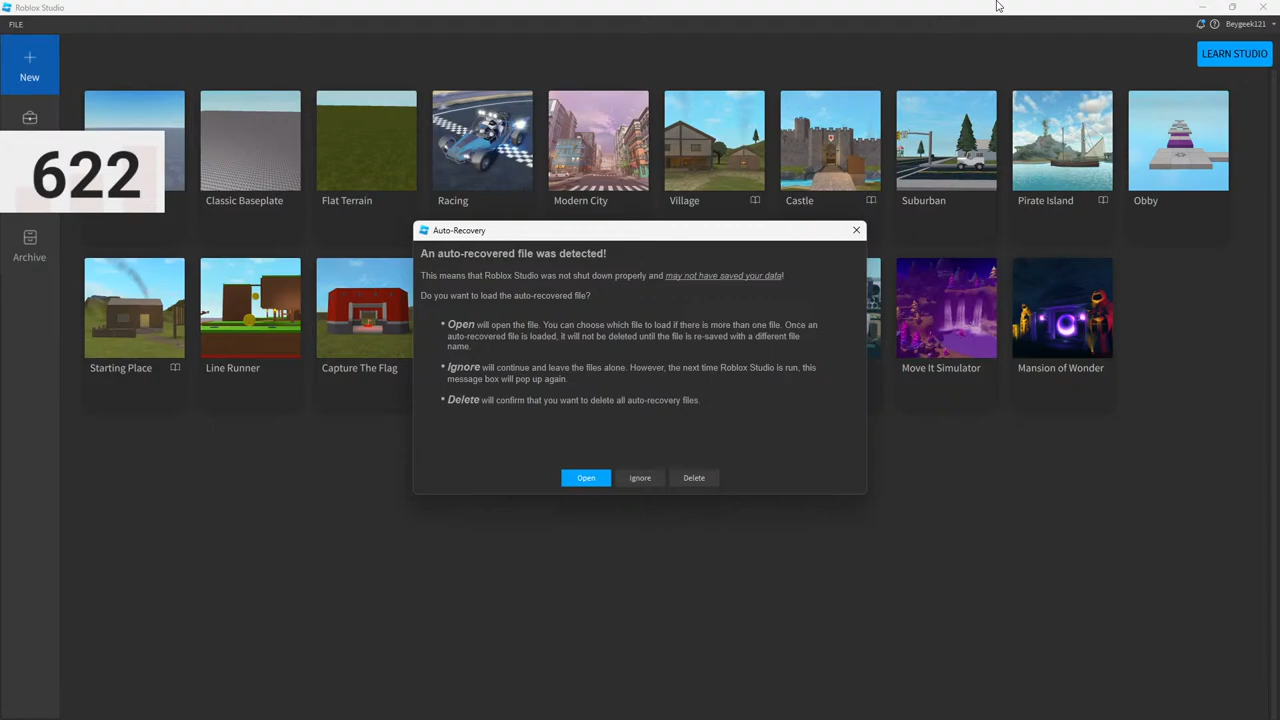 Roblox Studio
FILE
Beygeek121
LEARN STUDIO
New
622
Classic Baseplate
Flat Terrain
Racing
Modern City
Village
Castle
Suburban
Pirate Island
Obby
Archive
Starting Place
Line Runner
Capture The Flag
Move It Simulator
Mansion of Wonder
Auto-Recovery
An auto-recovered file was detected!
This means that Roblox Studio was not shut down properly and may not have saved your data!
Do you want to load the auto-recovered file?
• Open will open the file. You can choose which file to load if there is more than one file. Once an
auto-recovered file is loaded, it will not be deleted until the file is re-saved with a different file
name.
• Ignore will continue and leave the files alone. However, the next time Roblox Studio is run, this
message box will pop up again.
• Delete will confirm that you want to delete all auto-recovery files.
Open
Ignore
Delete